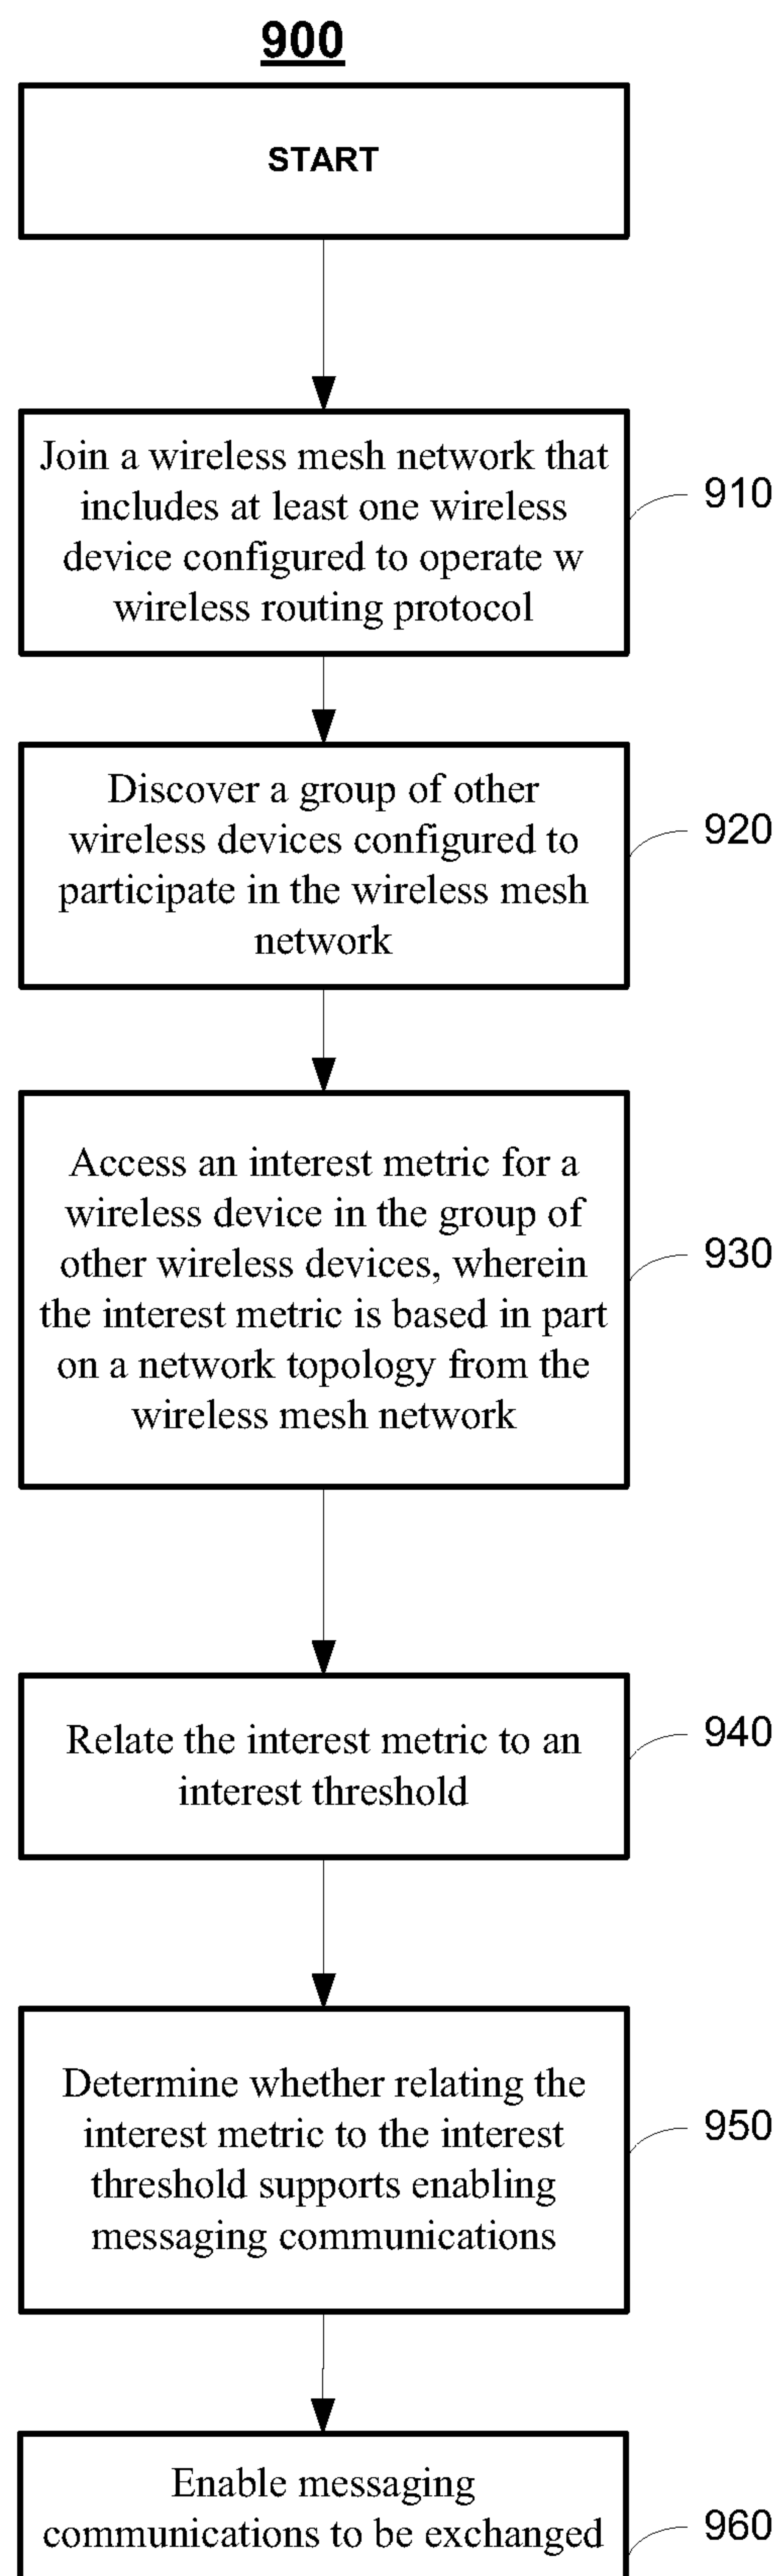 900
START
Join a wireless mesh network that
includes at least one wireless
device configured to operate w
wireless routing protocol
910
Discover a group of other
wireless devices configured to
participate in the wireless mesh
network
920
Access an interest metric for a
wireless device in the group of
other wireless devices, wherein
the interest metric is based in part
on a network topology from the
wireless mesh network
930
Relate the interest metric to an
interest threshold
940
Determine whether relating the
interest metric to the interest
threshold supports enabling
messaging communications
950
Enable messaging
communications to be exchanged
960